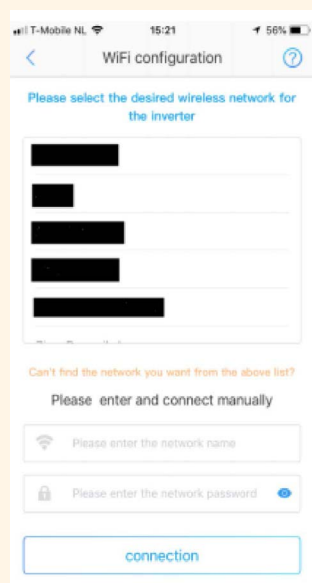 T-Mobile NL 15:21 56%
WiFi configuration
Please select the desired wireless network for
the inverter
Can't find the network you want from the above list?
Please enter and connect manually
Please enter the network name
Please enter the network password
connection